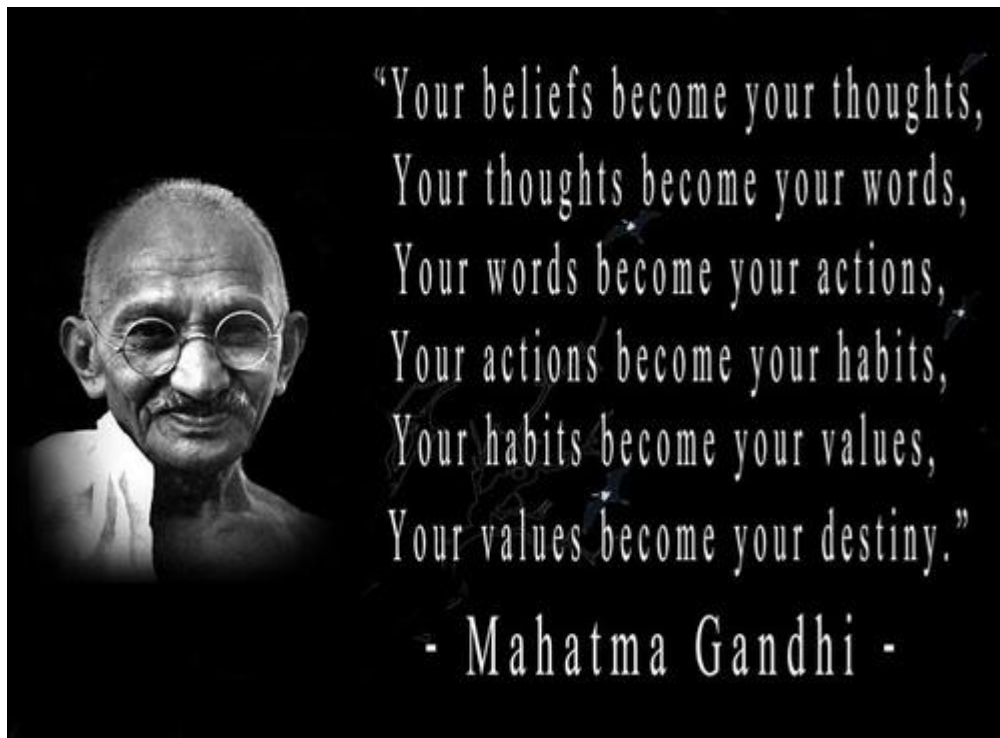 “Your beliefs become your thoughts,
Your thoughts become your words,
Your words become your actions,
Your actions become your habits,
Your habits become your values,
Your values become your destiny.”
- Mahatma Gandhi -